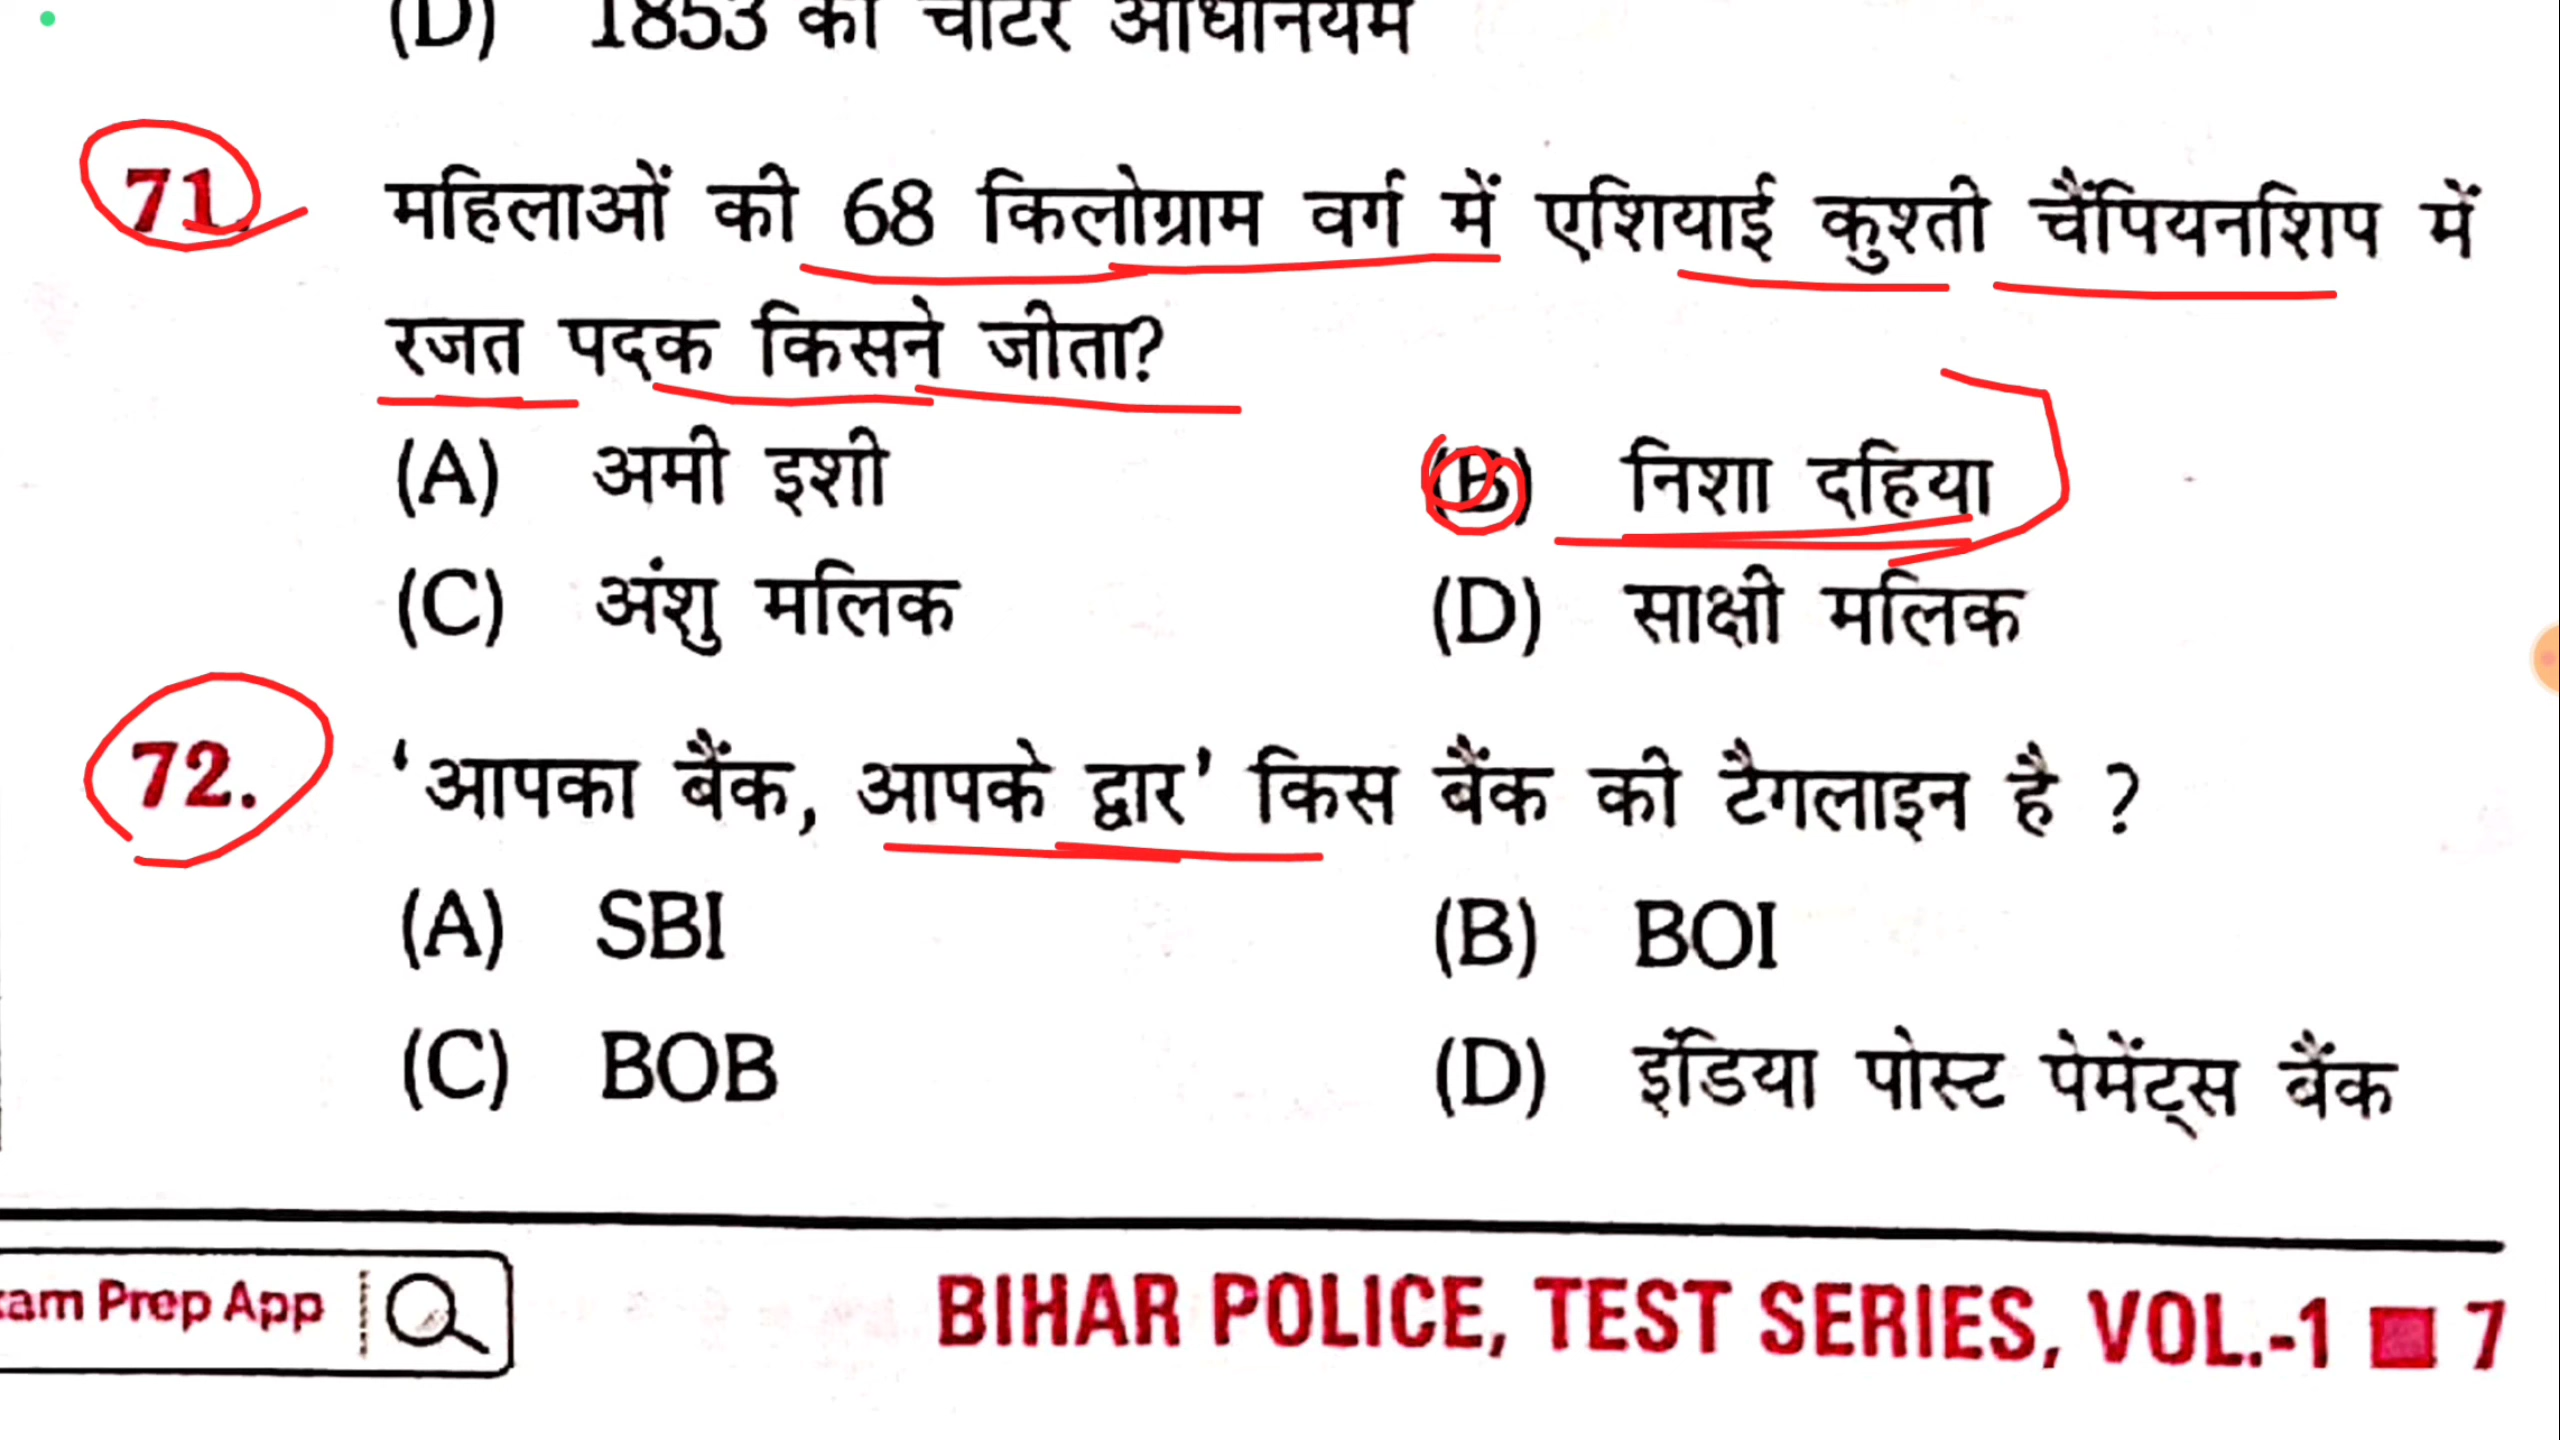 (D) 1853 का चार्टर अधिनियम
71. महिलाओं की 68 किलोग्राम वर्ग में एशियाई कुश्ती चैंपियनशिप में
रजत पदक किसने जीता?
(A) अमी इशी (B) निशा दहिया
(C) अंशु मलिक (D) साक्षी मलिक
72. ‘आपका बैंक, आपके द्वार’ किस बैंक की टैगलाइन है ?
(A) SBI (B) BOI
(C) BOB (D) इंडिया पोस्ट पेमेंट्स बैंक
Prep App
BIHAR POLICE, TEST SERIES, VOL.-1 ■ 7